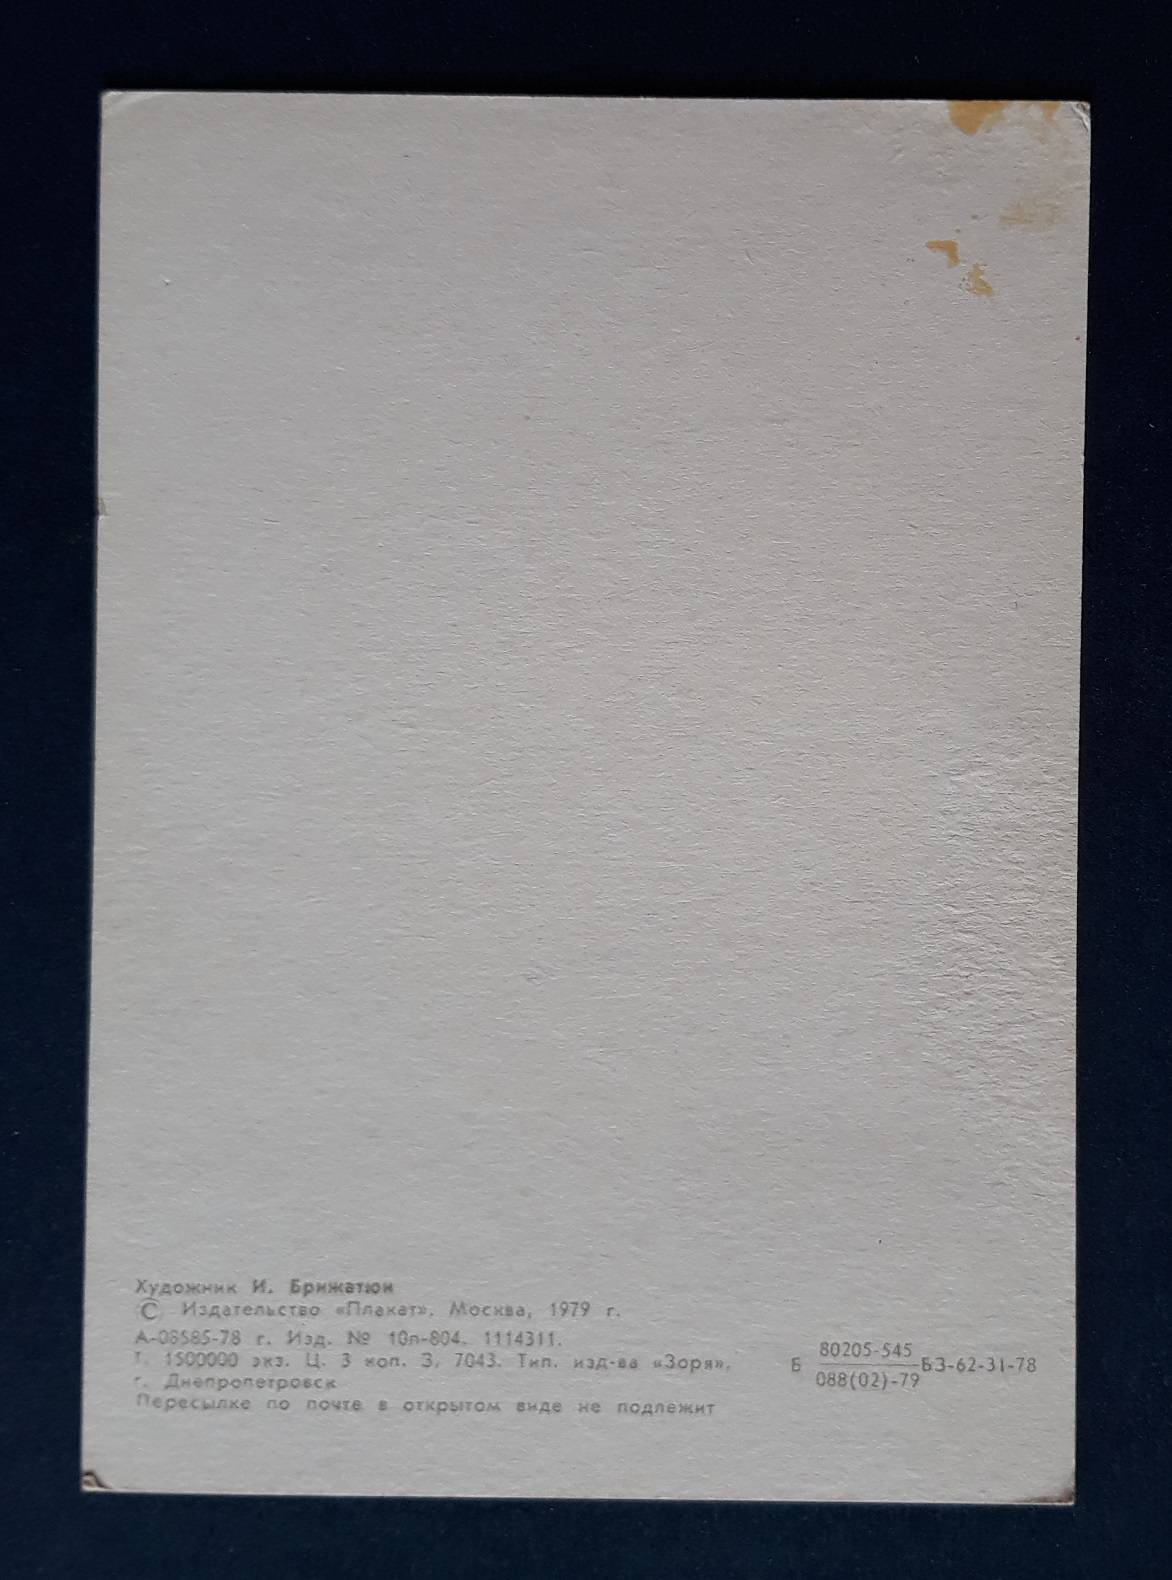 Художник И. Брижатюк
© Издательство «Плакат». Москва, 1979 г.
А-08585-78 г. Изд. № 10п-804. 1114311.
Т. 1500000 экз. Ц. 3 коп. З. 7043. Тип. изд-ва «Зоря»,
г. Днепропетровск
Пересылке по почте в открытом виде не подлежит
Б 80205-545
088(02)-79 БЗ-62-31-78